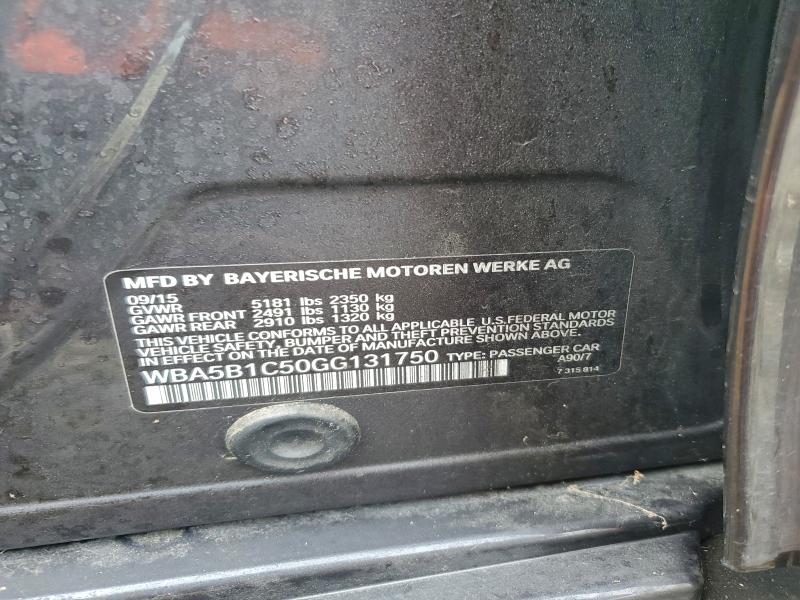 MFD BY BAYERISCHE MOTOREN WERKE AG
09/15
GVWR 5181 lbs 2350 kg
GAWR FRONT 2491 lbs 1130 kg
GAWR REAR 2910 lbs 1320 kg
THIS VEHICLE CONFORMS TO ALL APPLICABLE U.S.FEDERAL MOTOR
VEHICLE SAFETY, BUMPER AND THEFT PREVENTION STANDARDS
IN EFFECT ON THE DATE OF MANUFACTURE SHOWN ABOVE.
WBA5B1C50GG131750 TYPE: PASSENGER CAR
A90/7
7 315 814